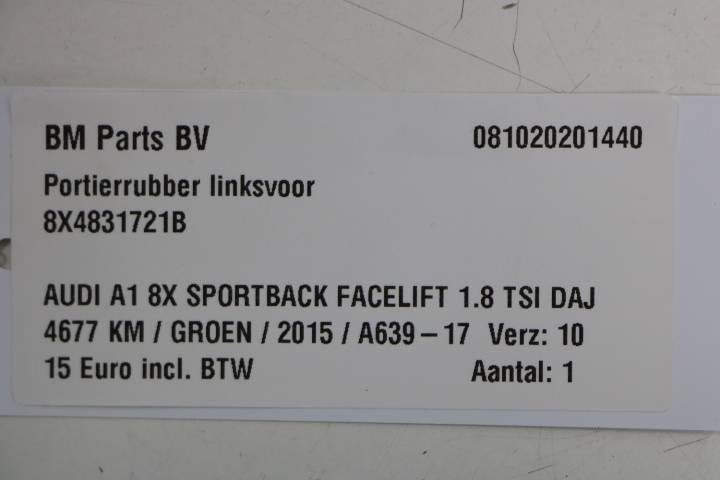 BM Parts BV 081020201440
Portierrubber linksvoor
8X4831721B
AUDI A1 8X SPORTBACK FACELIFT 1.8 TSI DAJ
4677 KM / GROEN / 2015 / A639-17 Verz: 10
15 Euro incl. BTW Aantal: 1